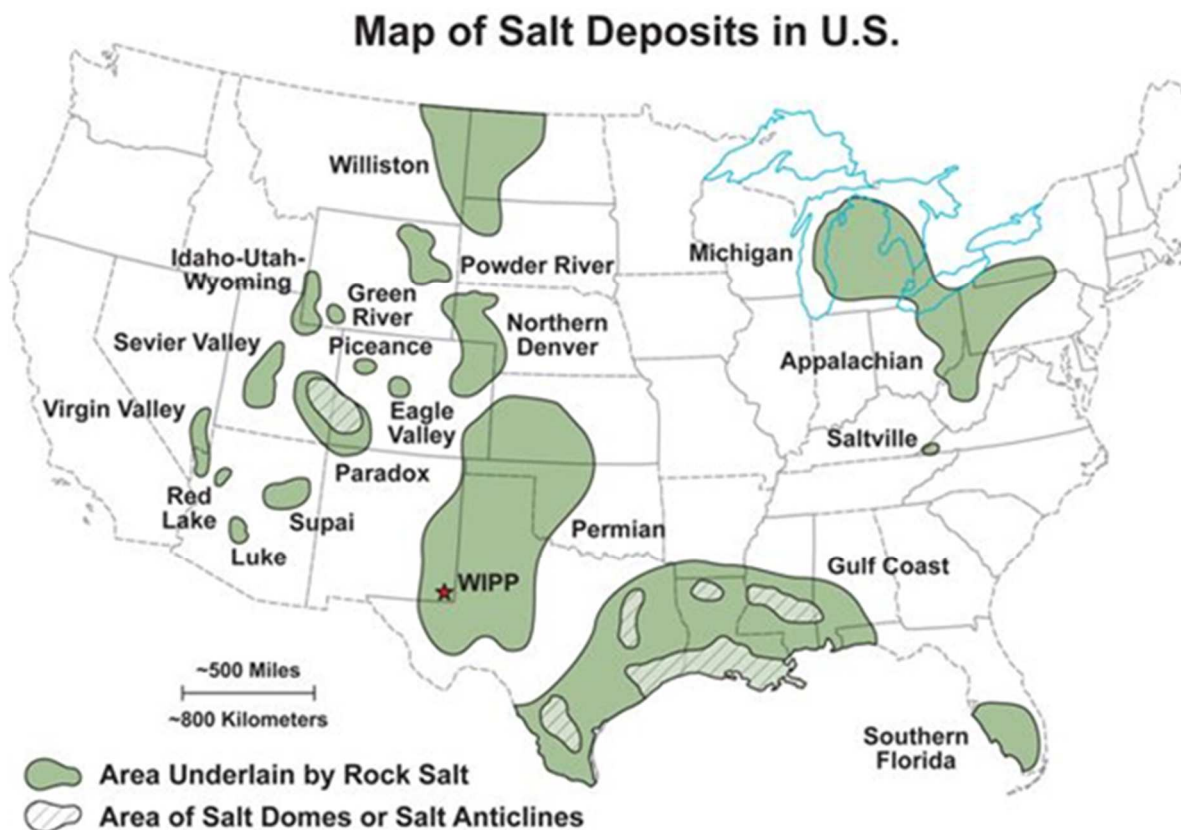 Map of Salt Deposits in U.S.
Williston
Michigan
Idaho-Utah-
Wyoming
Powder River
Green
River
Northern
Denver
Sevier Valley
Piceance
Appalachian
Virgin Valley
Eagle
Valley
Saltville
Paradox
Red
Lake
Supai
Luke
Permian
Gulf Coast
WIPP
~500 Miles
~800 Kilometers
Southern
Florida
Area Underlain by Rock Salt
Area of Salt Domes or Salt Anticlines